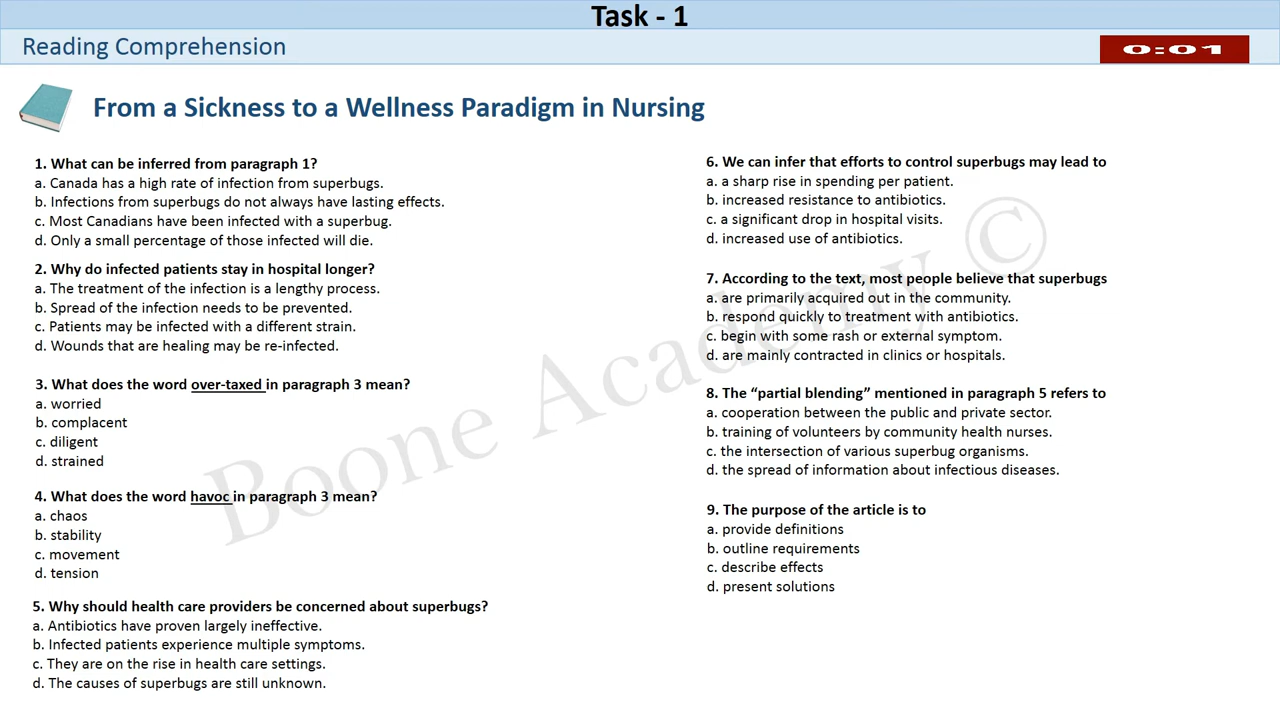 Task - 1
Reading Comprehension
0:01
From a Sickness to a Wellness Paradigm in Nursing
1. What can be inferred from paragraph 1?
a. Canada has a high rate of infection from superbugs.
b. Infections from superbugs do not always have lasting effects.
c. Most Canadians have been infected with a superbug.
d. Only a small percentage of those infected will die.
2. Why do infected patients stay in hospital longer?
a. The treatment of the infection is a lengthy process.
b. Spread of the infection needs to be prevented.
c. Patients may be infected with a different strain.
d. Wounds that are healing may be re-infected.
3. What does the word over-taxed in paragraph 3 mean?
a. worried
b. complacent
c. diligent
d. strained
4. What does the word havoc in paragraph 3 mean?
a. chaos
b. stability
c. movement
d. tension
5. Why should health care providers be concerned about superbugs?
a. Antibiotics have proven largely ineffective.
b. Infected patients experience multiple symptoms.
c. They are on the rise in health care settings.
d. The causes of superbugs are still unknown.
6. We can infer that efforts to control superbugs may lead to
a. a sharp rise in spending per patient.
b. increased resistance to antibiotics.
c. a significant drop in hospital visits.
d. increased use of antibiotics.
7. According to the text, most people believe that superbugs
a. are primarily acquired out in the community.
b. respond quickly to treatment with antibiotics.
c. begin with some rash or external symptom.
d. are mainly contracted in clinics or hospitals.
8. The “partial blending” mentioned in paragraph 5 refers to
a. cooperation between the public and private sector.
b. training of volunteers by community health nurses.
c. the intersection of various superbug organisms.
d. the spread of information about infectious diseases.
9. The purpose of the article is to
a. provide definitions
b. outline requirements
c. describe effects
d. present solutions
Boone Academy ©